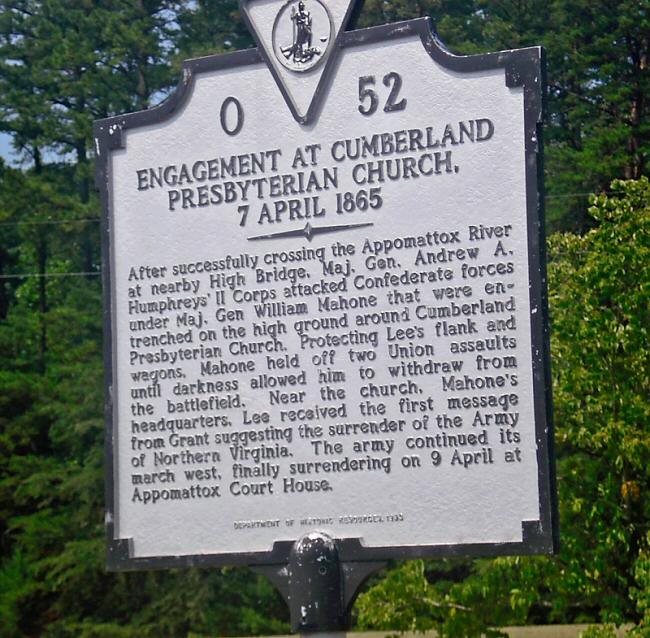 O 52
ENGAGEMENT AT CUMBERLAND
PRESBYTERIAN CHURCH,
7 APRIL 1865
After successfully crossing the Appomattox River
at nearby High Bridge, Maj. Gen. Andrew A.
Humphreys' II Corps attacked Confederate forces
under Maj. Gen William Mahone that were en-
trenched on the high ground around Cumberland
Presbyterian Church. Protecting Lee's flank and
wagons, Mahone held off two Union assaults
until darkness allowed him to withdraw from
the battlefield. Near the church, Mahone's
headquarters, Lee received the first message
from Grant suggesting the surrender of the Army
of Northern Virginia. The army continued its
march west, finally surrendering on 9 April at
Appomattox Court House.
DEPARTMENT OF HISTORIC RESOURCES,